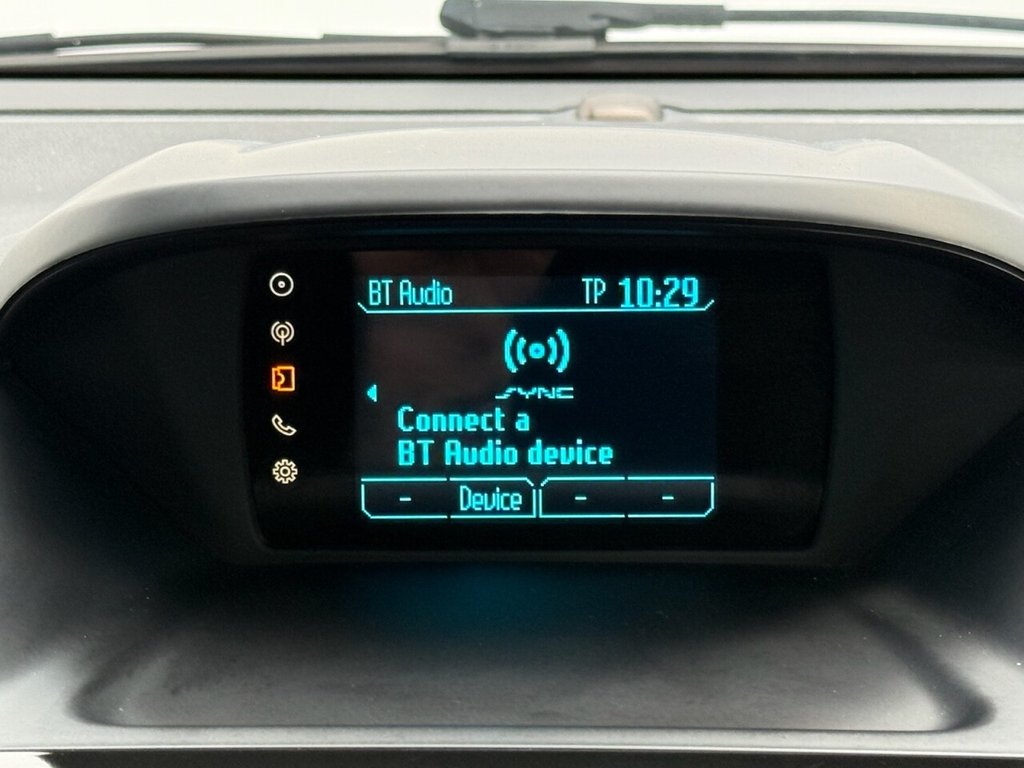 BT Audio TP 10:29
SYNC
Connect a
BT Audio device
- Device - -